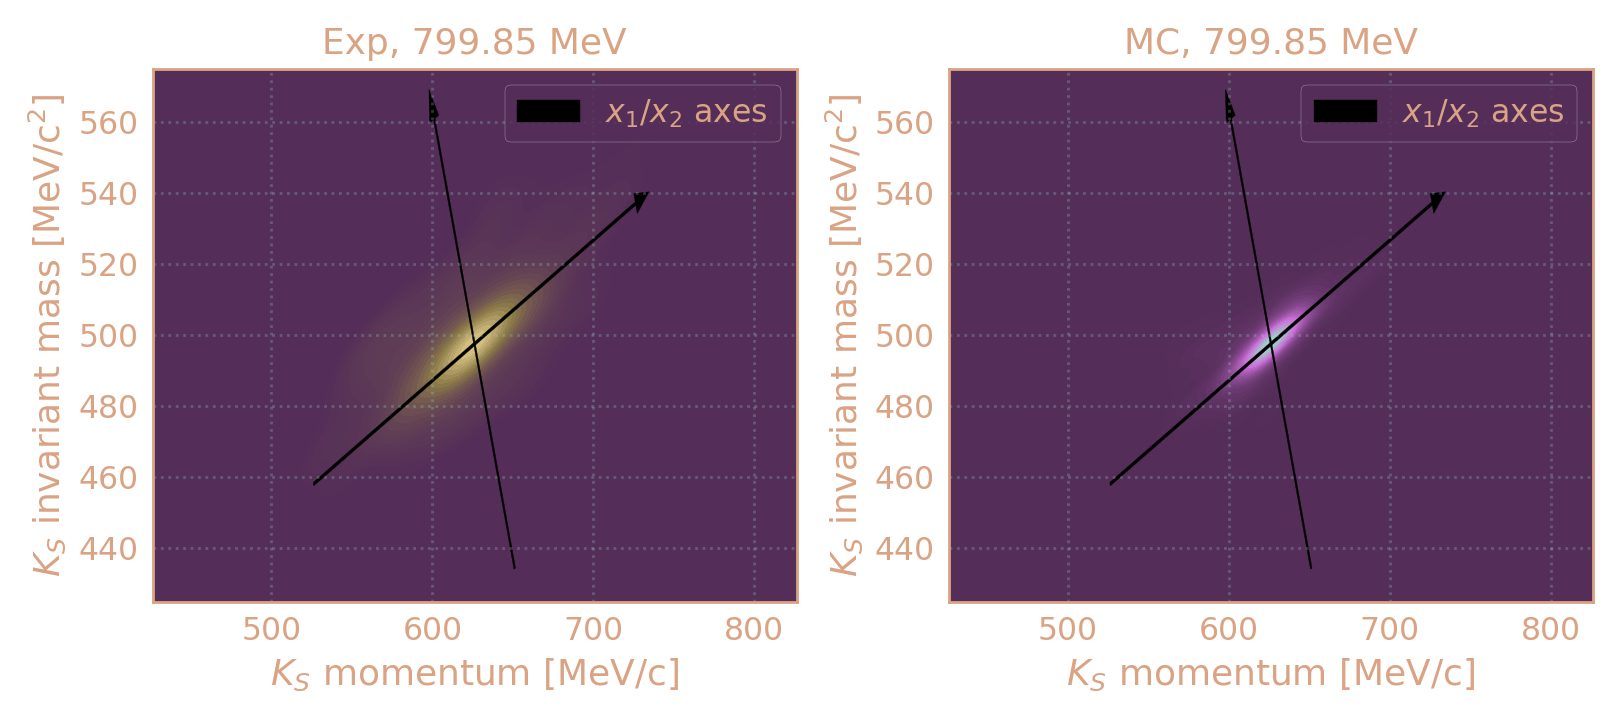 Exp, 799.85 MeV
x₁/x₂ axes
K_S invariant mass [MeV/c²]
560
540
520
500
480
460
440
500 600 700 800
K_S momentum [MeV/c]
MC, 799.85 MeV
x₁/x₂ axes
K_S invariant mass [MeV/c²]
560
540
520
500
480
460
440
500 600 700 800
K_S momentum [MeV/c]